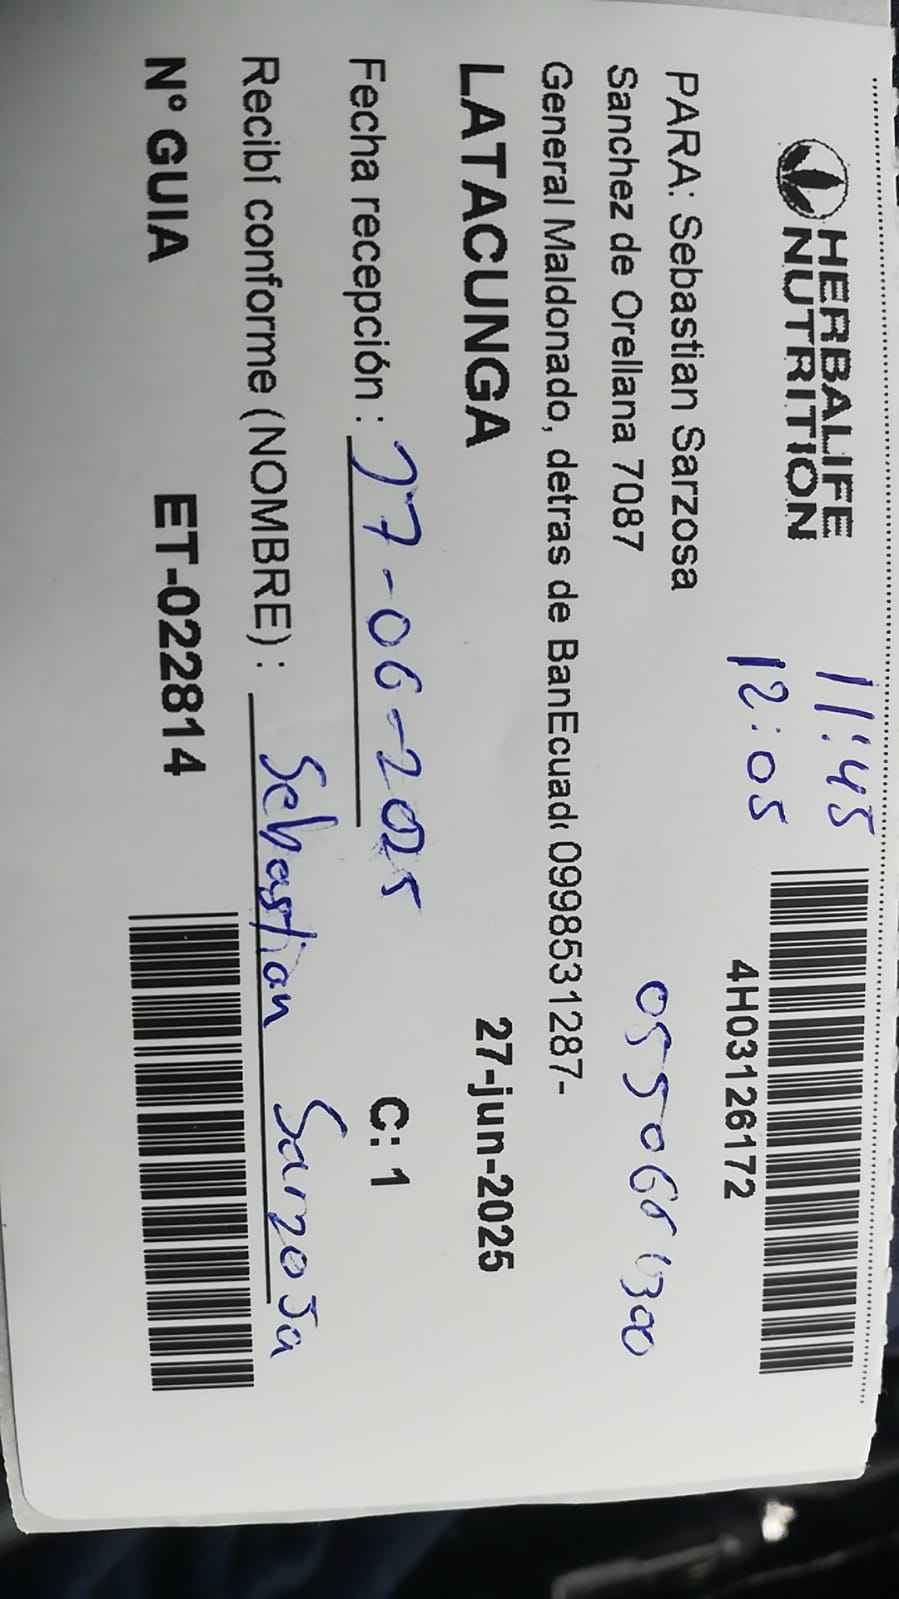 HERBALIFE
NUTRITION
11:45
12:05
4H03126172
PARA: Sebastian Sarzosa
Sanchez de Orellana 7087
General Maldonado, detras de BanEcuad 0998531287-
LATACUNGA 27-jun-2025
Fecha recepción : 27-06-2025 C: 1
Recibí conforme (NOMBRE) : Sebastian Sarzosa
N° GUIA ET-022814